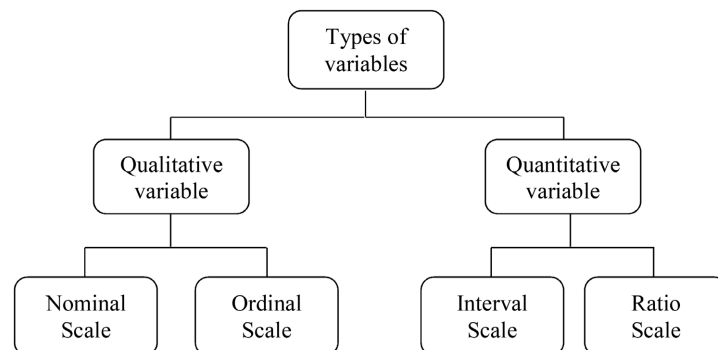 Types of
variables
Qualitative
variable
Quantitative
variable
Nominal
Scale
Ordinal
Scale
Interval
Scale
Ratio
Scale